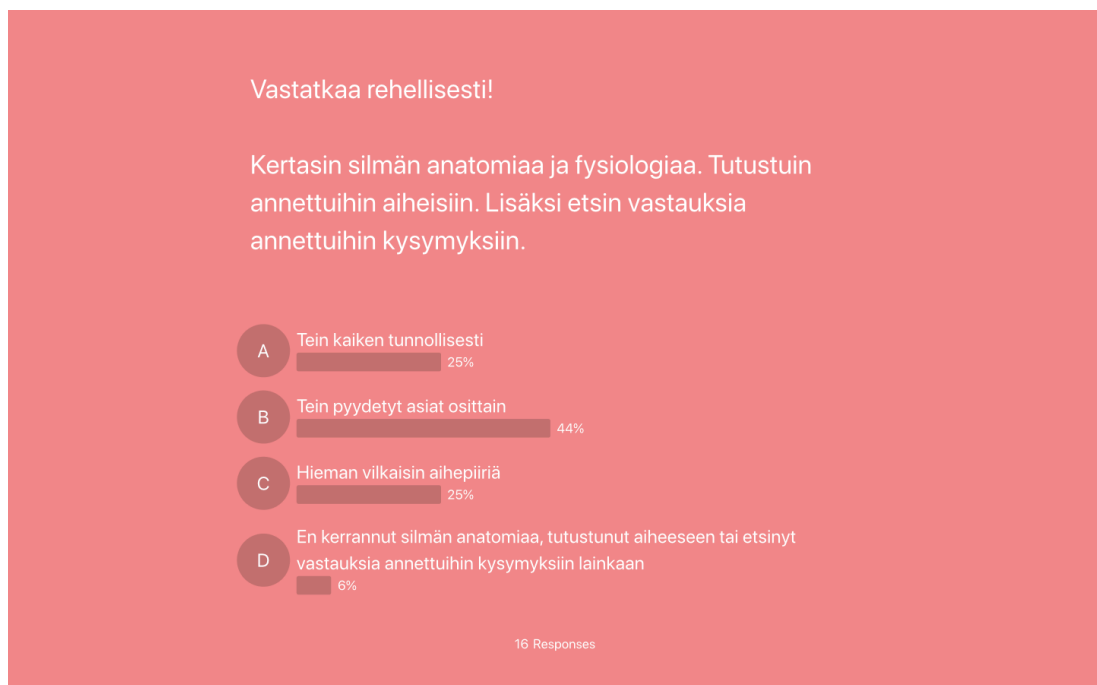 Vastatkaa rehellisesti!
Kertasin silmän anatomiaa ja fysiologiaa. Tutustuin
annettuihin aiheisiin. Lisäksi etsin vastauksia
annettuihin kysymyksiin.
A
Tein kaiken tunnollisesti
25%
B
Tein pyydetyt asiat osittain
44%
C
Hieman vilkaisin aihepiiriä
25%
D
En kerrannut silmän anatomiaa, tutustunut aiheeseen tai etsinyt
vastauksia annettuihin kysymyksiin lainkaan
6%
16 Responses